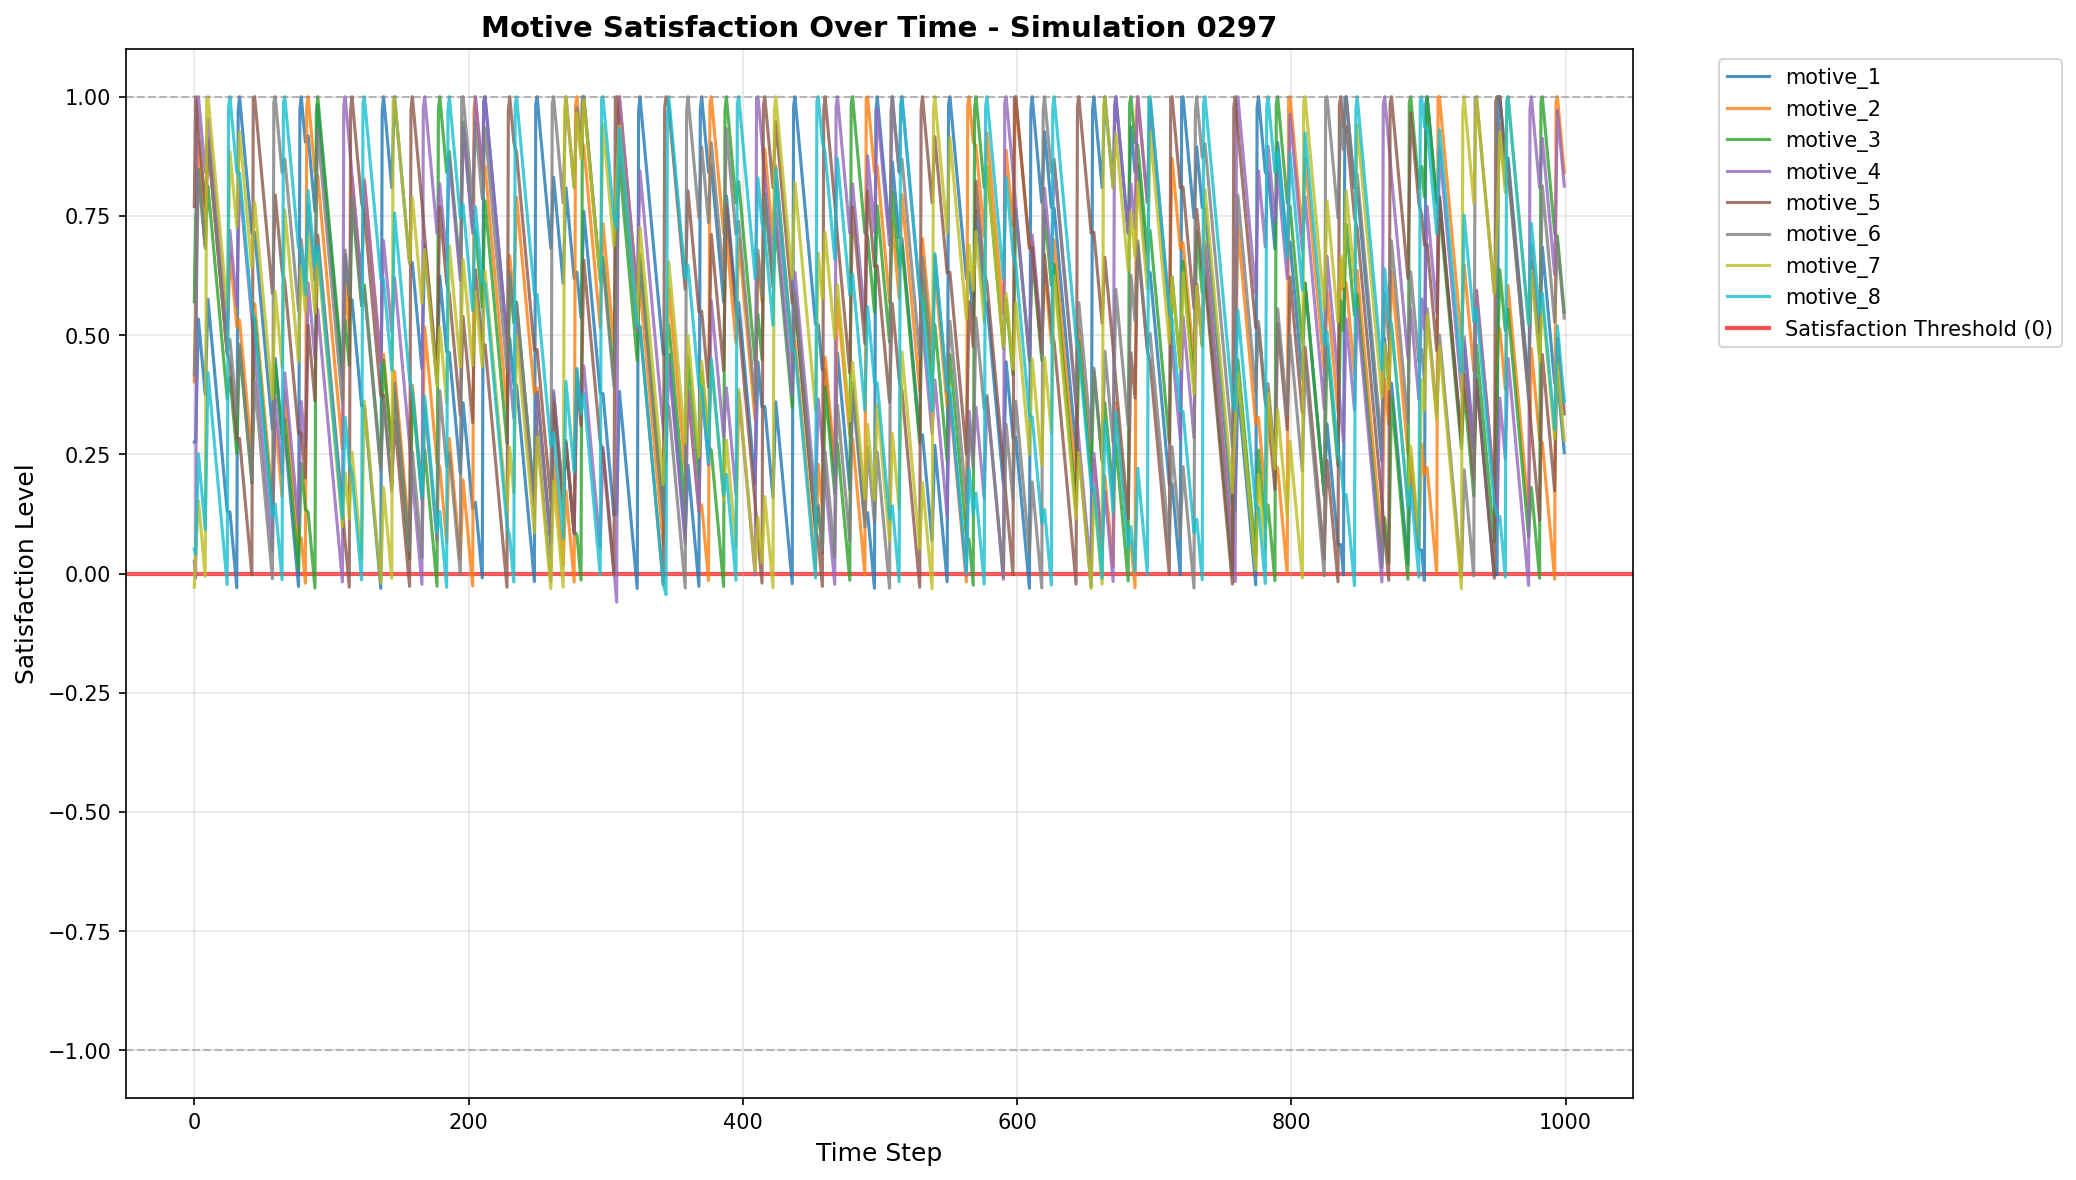 Motive Satisfaction Over Time - Simulation 0297
1.00
0.75
0.50
0.25
0.00
−0.25
−0.50
−0.75
−1.00
Satisfaction Level
0
200
400
600
800
1000
Time Step
motive_1
motive_2
motive_3
motive_4
motive_5
motive_6
motive_7
motive_8
Satisfaction Threshold (0)